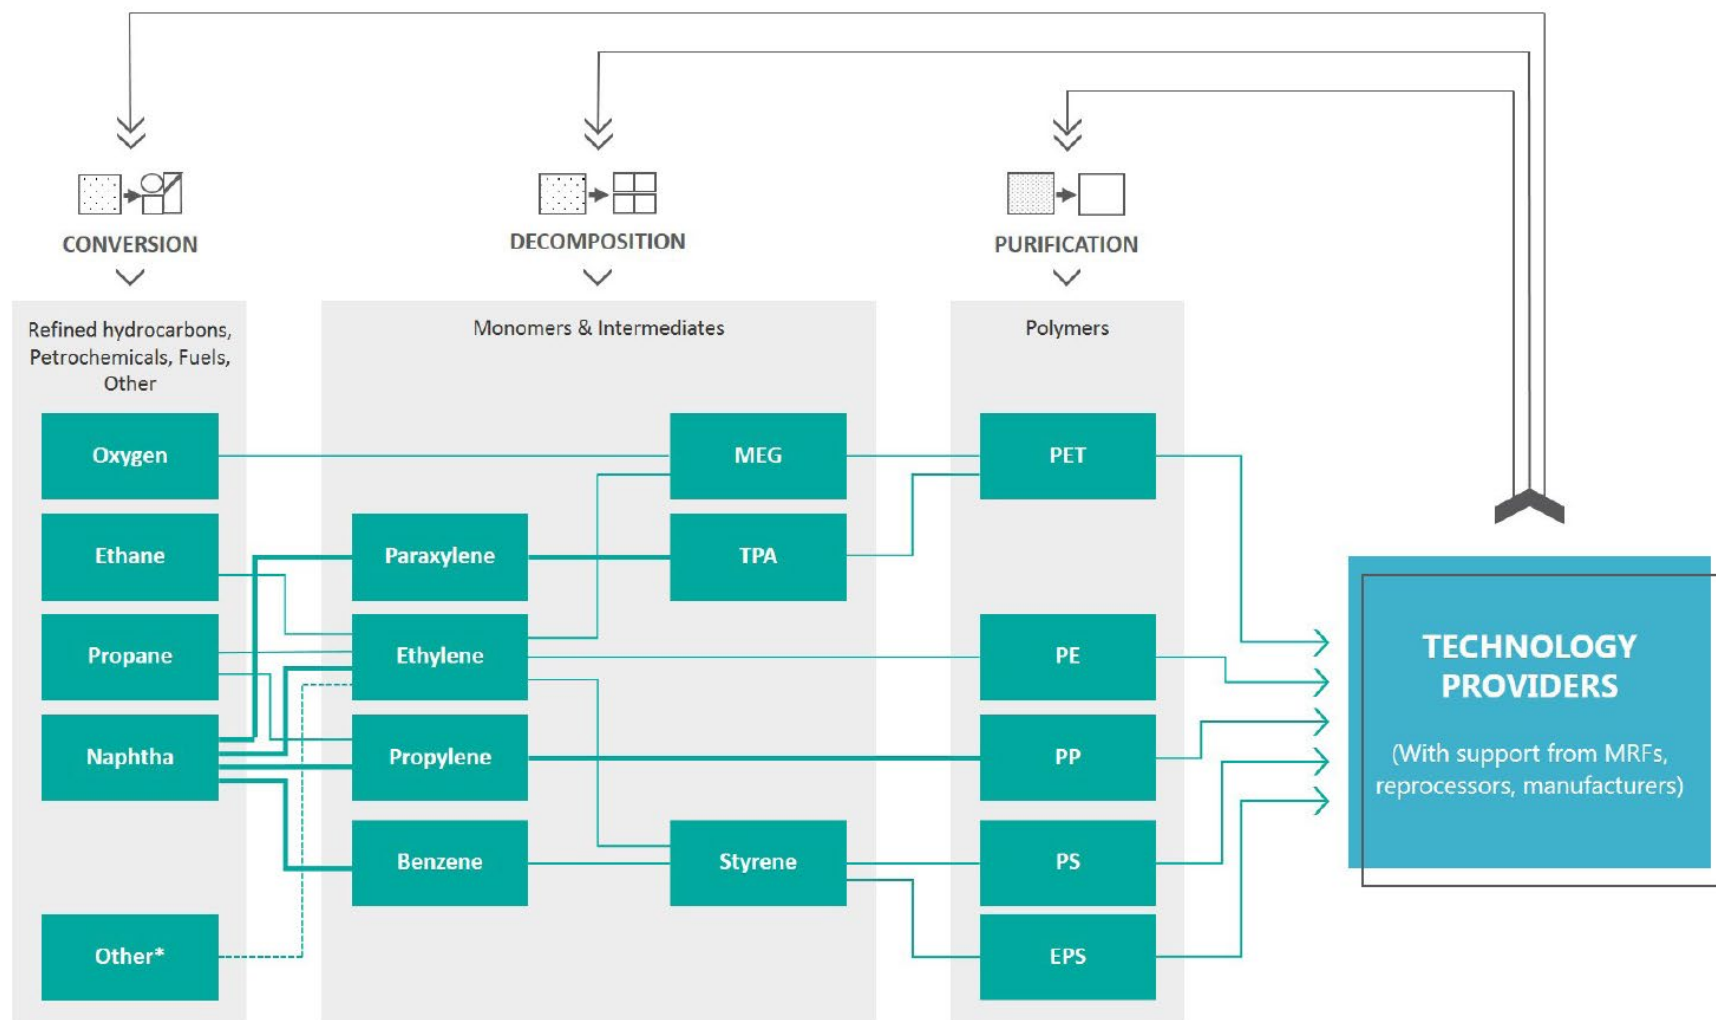 CONVERSION
DECOMPOSITION
PURIFICATION
Refined hydrocarbons,
Petrochemicals, Fuels,
Other
Monomers & Intermediates
Polymers
Oxygen
MEG
PET
Ethane
Paraxylene
TPA
Propane
Ethylene
PE
Naphtha
Propylene
PP
Benzene
Styrene
PS
Other*
EPS
TECHNOLOGY
PROVIDERS
(With support from MRFs,
reprocessors, manufacturers)